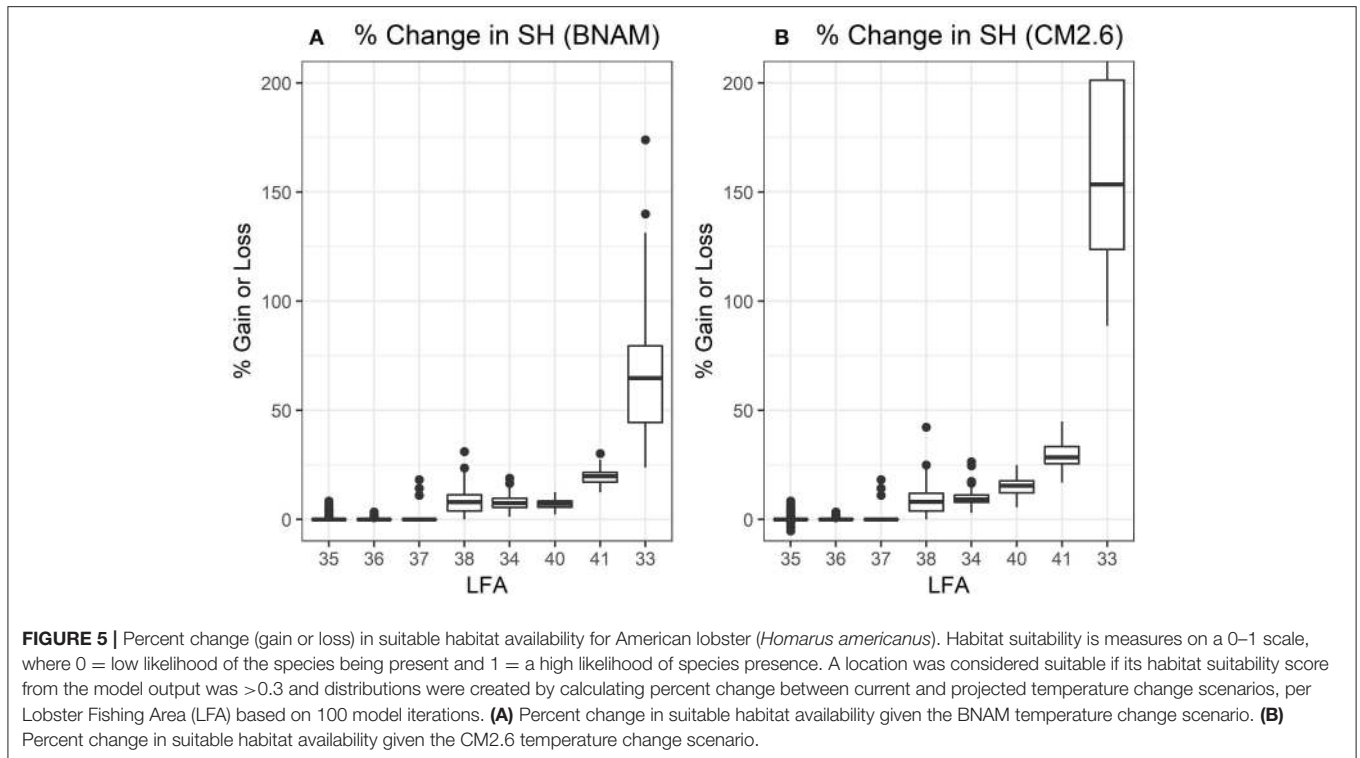 A % Change in SH (BNAM)
200
150
100
50
0
% Gain or Loss
35 36 37 38 34 40 41 33
LFA
B % Change in SH (CM2.6)
200
150
100
50
0
% Gain or Loss
35 36 37 38 34 40 41 33
LFA
FIGURE 5 | Percent change (gain or loss) in suitable habitat availability for American lobster (Homarus americanus). Habitat suitability is measures on a 0–1 scale,
where 0 = low likelihood of the species being present and 1 = a high likelihood of species presence. A location was considered suitable if its habitat suitability score
from the model output was >0.3 and distributions were created by calculating percent change between current and projected temperature change scenarios, per
Lobster Fishing Area (LFA) based on 100 model iterations. (A) Percent change in suitable habitat availability given the BNAM temperature change scenario. (B)
Percent change in suitable habitat availability given the CM2.6 temperature change scenario.